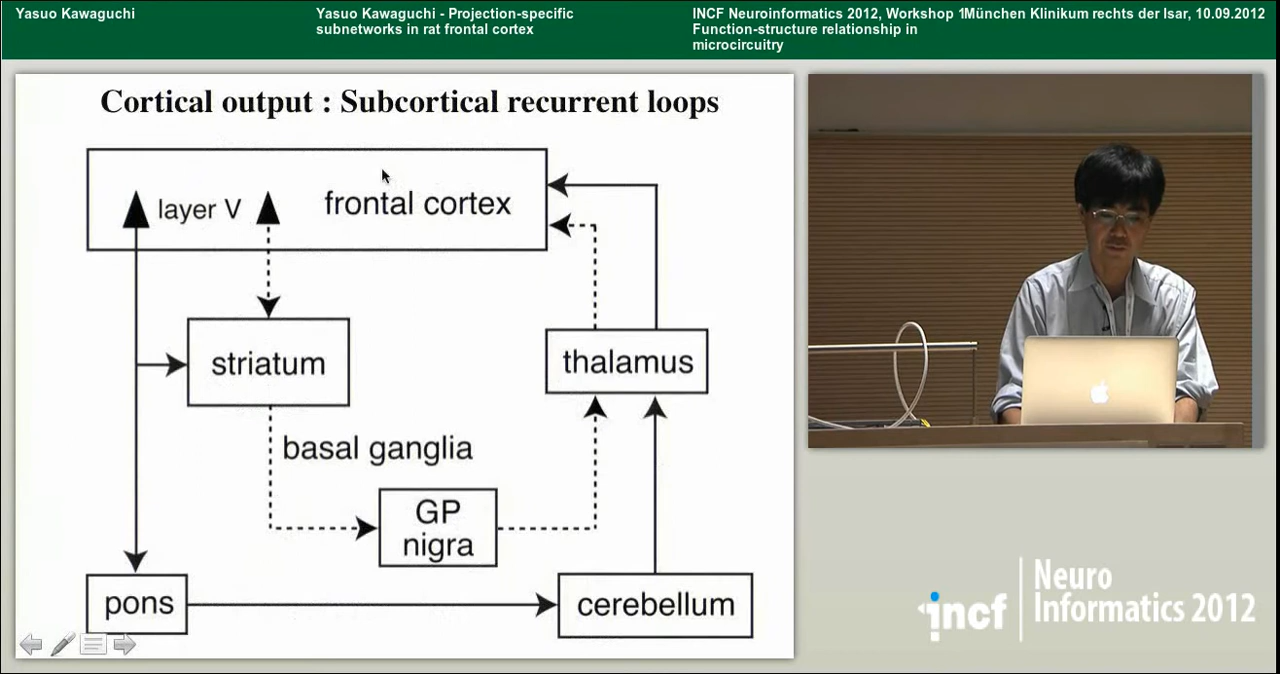 Yasuo Kawaguchi
Yasuo Kawaguchi - Projection-specific
subnetworks in rat frontal cortex
INCF Neuroinformatics 2012, Workshop 1München Klinikum rechts der Isar, 10.09.2012
Function-structure relationship in
microcircuitry
Cortical output : Subcortical recurrent loops
layer V
frontal cortex
striatum
thalamus
basal ganglia
GP
nigra
pons
cerebellum
incf
Neuro
Informatics 2012